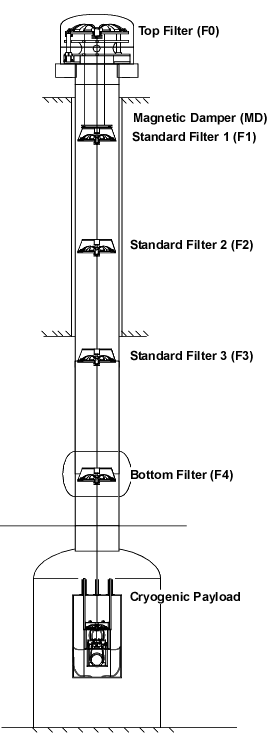 Top Filter (F0)
Magnetic Damper (MD)
Standard Filter 1 (F1)
Standard Filter 2 (F2)
Standard Filter 3 (F3)
Bottom Filter (F4)
Cryogenic Payload